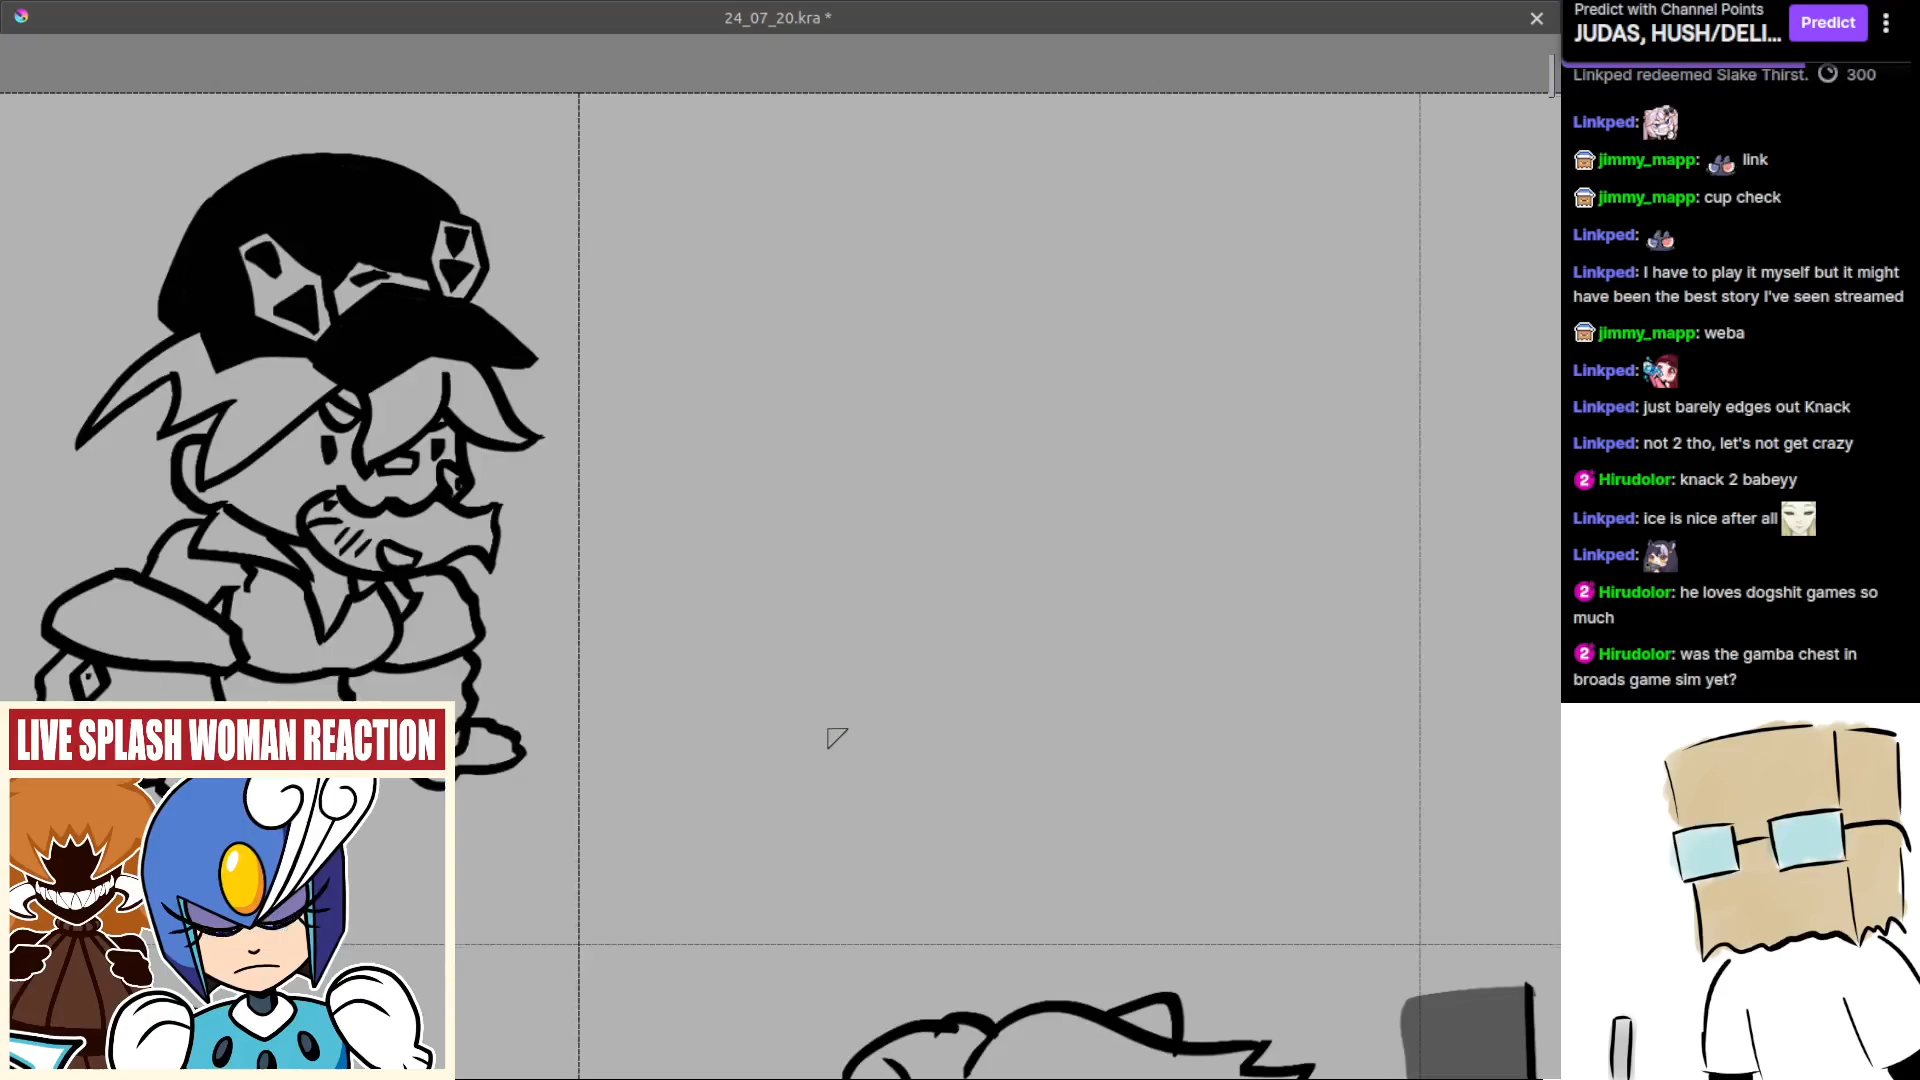 24_07_20.kra *
Predict with Channel Points
JUDAS, HUSH/DELI...
Predict
Linkped redeemed Slake Thirst. 300
Linkped:
jimmy_mapp: link
jimmy_mapp: cup check
Linkped:
Linkped: I have to play it myself but it might
have been the best story I've seen streamed
jimmy_mapp: weba
Linkped:
Linkped: just barely edges out Knack
Linkped: not 2 tho, let's not get crazy
2 Hirudolor: knack 2 babeyy
Linkped: ice is nice after all
Linkped:
2 Hirudolor: he loves dogshit games so
much
2 Hirudolor: was the gamba chest in
broads game sim yet?
LIVE SPLASH WOMAN REACTION